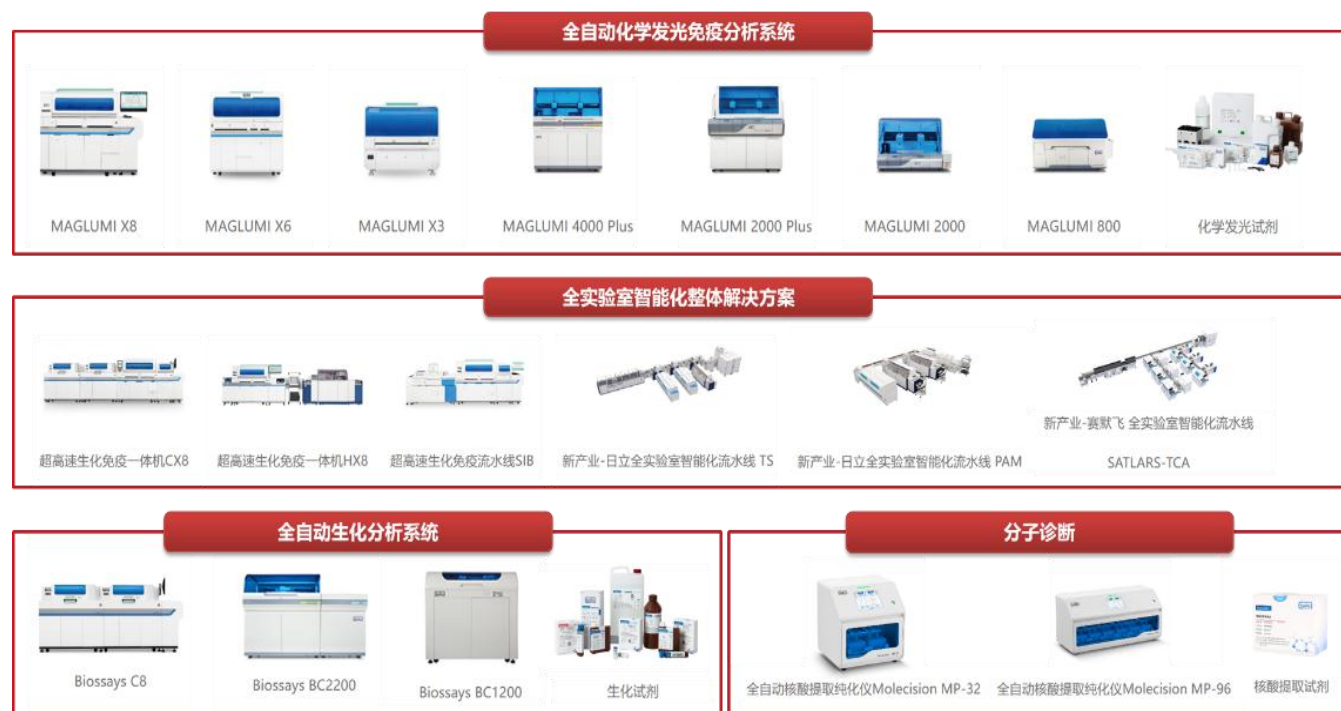 全自动化学发光免疫分析系统
MAGLUMI X8
MAGLUMI X6
MAGLUMI X3
MAGLUMI 4000 Plus
MAGLUMI 2000 Plus
MAGLUMI 2000
MAGLUMI 800
化学发光试剂
全实验室智能化整体解决方案
超高速生化免疫一体机CX8
超高速生化免疫一体机HX8
超高速生化免疫流水线SIB
新产业-日立全实验室智能化流水线 TS
新产业-日立全实验室智能化流水线 PAM
新产业-赛默飞 全实验室智能化流水线
SATLARS-TCA
全自动生化分析系统
Biossays C8
Biossays BC2200
Biossays BC1200
生化试剂
分子诊断
全自动核酸提取纯化仪Molecision MP-32
全自动核酸提取纯化仪Molecision MP-96
核酸提取试剂